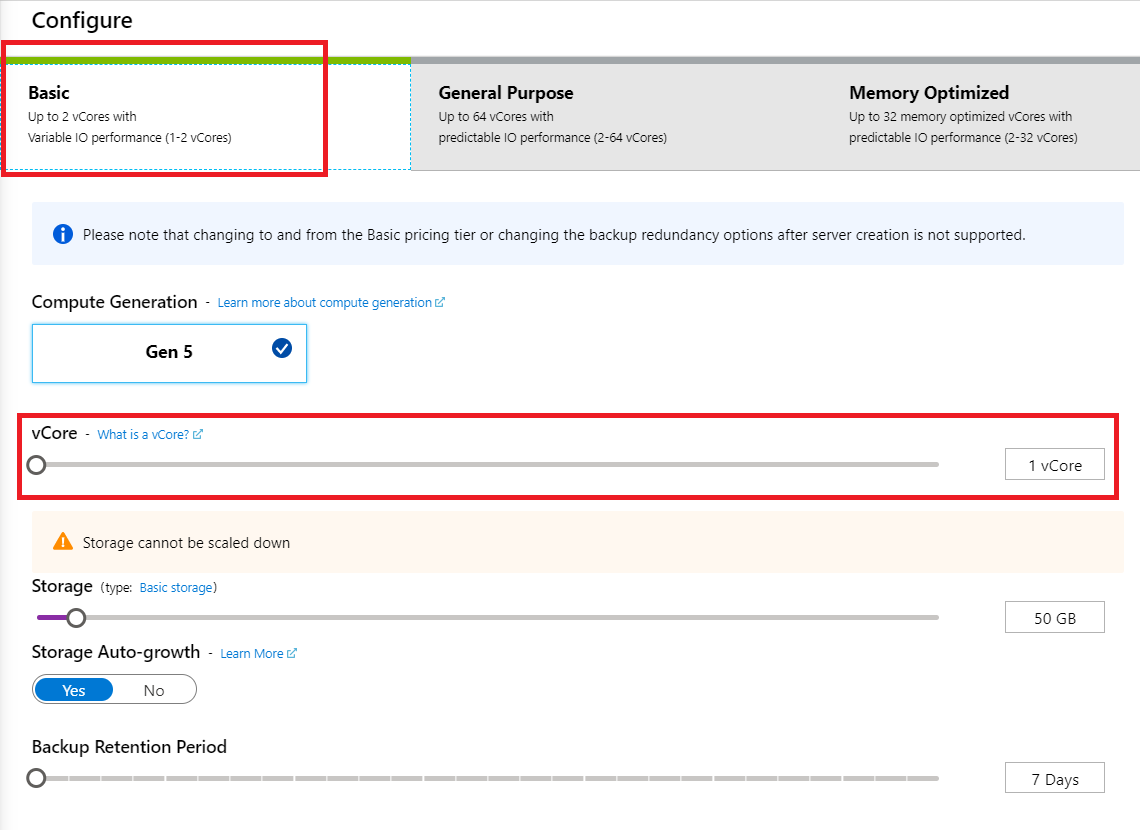 Configure
Basic
Up to 2 vCores with
Variable IO performance (1-2 vCores)
General Purpose
Up to 64 vCores with
predictable IO performance (2-64 vCores)
Memory Optimized
Up to 32 memory optimized vCores with
predictable IO performance (2-32 vCores)
Please note that changing to and from the Basic pricing tier or changing the backup redundancy options after server creation is not supported.
Compute Generation - Learn more about compute generation
Gen 5
vCore - What is a vCore?
1 vCore
Storage cannot be scaled down
Storage (type: Basic storage)
50 GB
Storage Auto-growth - Learn More
Yes No
Backup Retention Period
7 Days